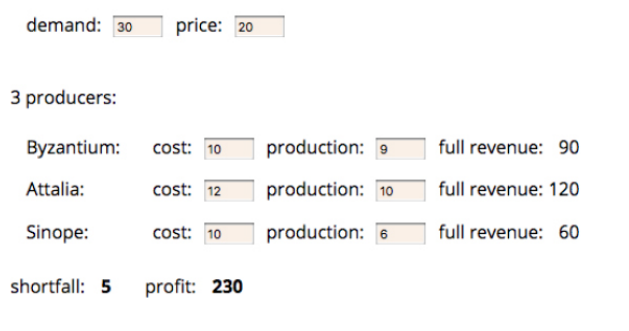 demand: 30 price: 20
3 producers:
Byzantium: cost: 10 production: 9 full revenue: 90
Attalia: cost: 12 production: 10 full revenue: 120
Sinope: cost: 10 production: 6 full revenue: 60
shortfall: 5 profit: 230